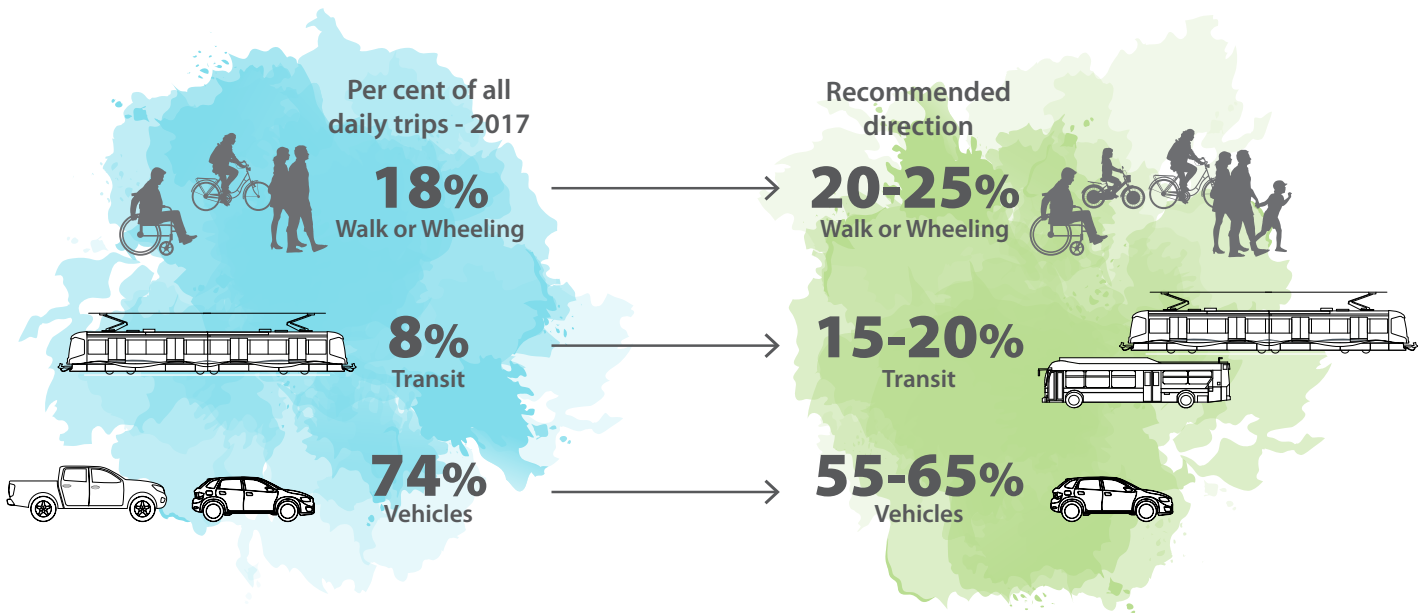 Per cent of all
daily trips - 2017
18%
Walk or Wheeling
8%
Transit
74%
Vehicles
Recommended
direction
20-25%
Walk or Wheeling
15-20%
Transit
55-65%
Vehicles